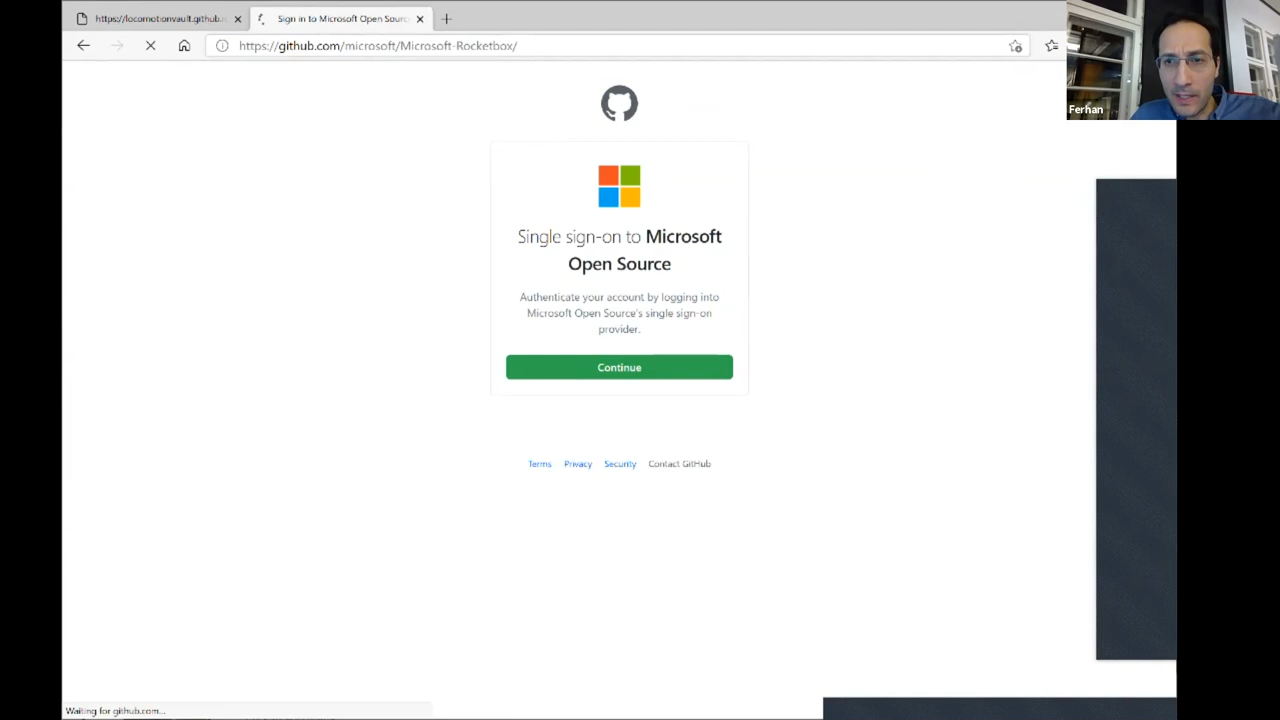 https://locomotionvault.github.
Sign in to Microsoft Open Sourc
https://github.com/microsoft/Microsoft-Rocketbox/
Ferhan
Single sign-on to Microsoft
Open Source
Authenticate your account by logging into
Microsoft Open Source's single sign-on
provider.
Continue
Terms Privacy Security Contact GitHub
Waiting for github.com...